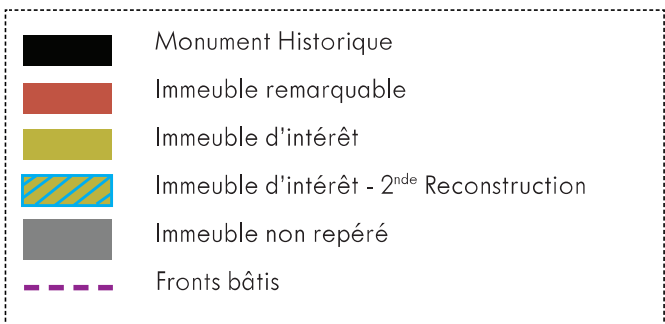 Monument Historique
Immeuble remarquable
Immeuble d'intérêt
Immeuble d'intérêt - 2nde Reconstruction
Immeuble non repéré
Fronts bâtis